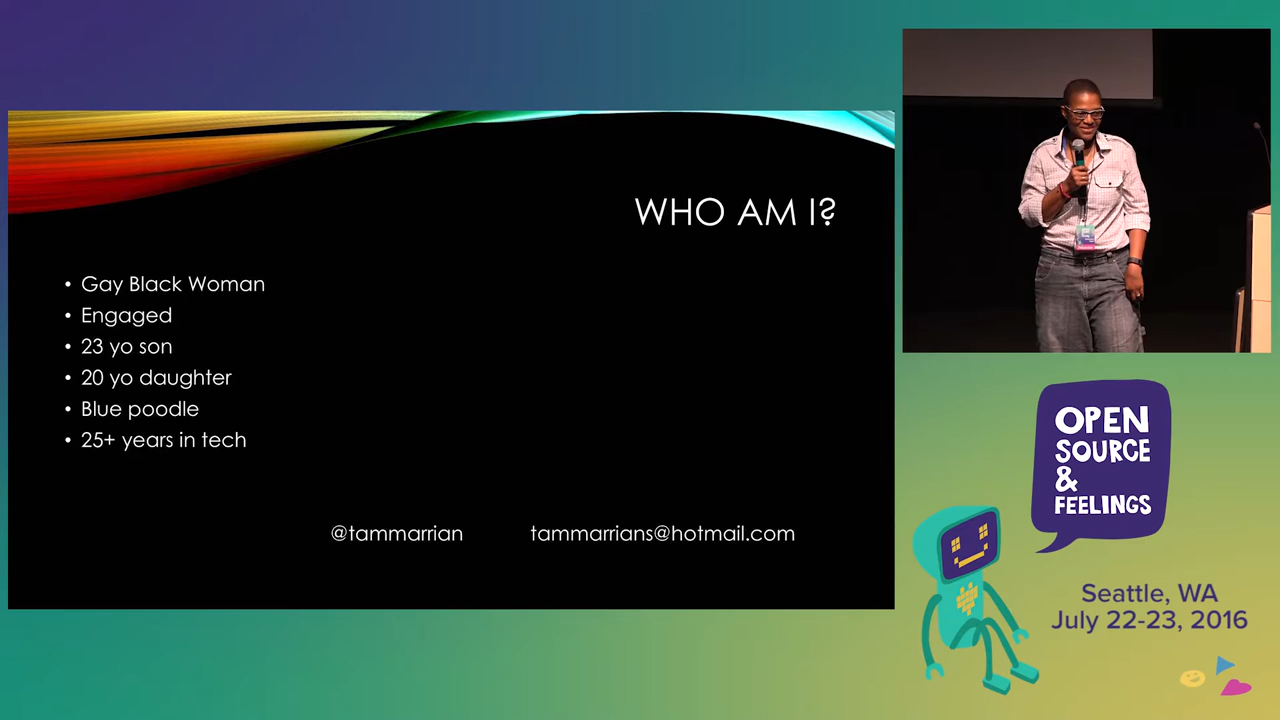 WHO AM I?
• Gay Black Woman
• Engaged
• 23 yo son
• 20 yo daughter
• Blue poodle
• 25+ years in tech
@tammarrian tammarrians@hotmail.com
OPEN
SOURCE
&
FEELINGS
Seattle, WA
July 22-23, 2016